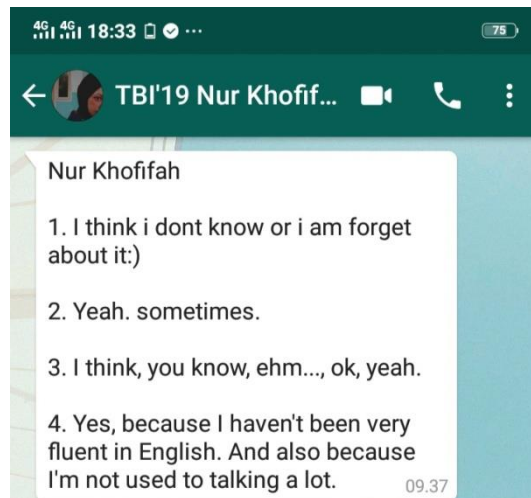 4G 4G 18:33 75
TBI'19 Nur Khofif...
Nur Khofifah
1. I think i dont know or i am forget
about it:)
2. Yeah. sometimes.
3. I think, you know, ehm..., ok, yeah.
4. Yes, because I haven't been very
fluent in English. And also because
I'm not used to talking a lot.
09.37